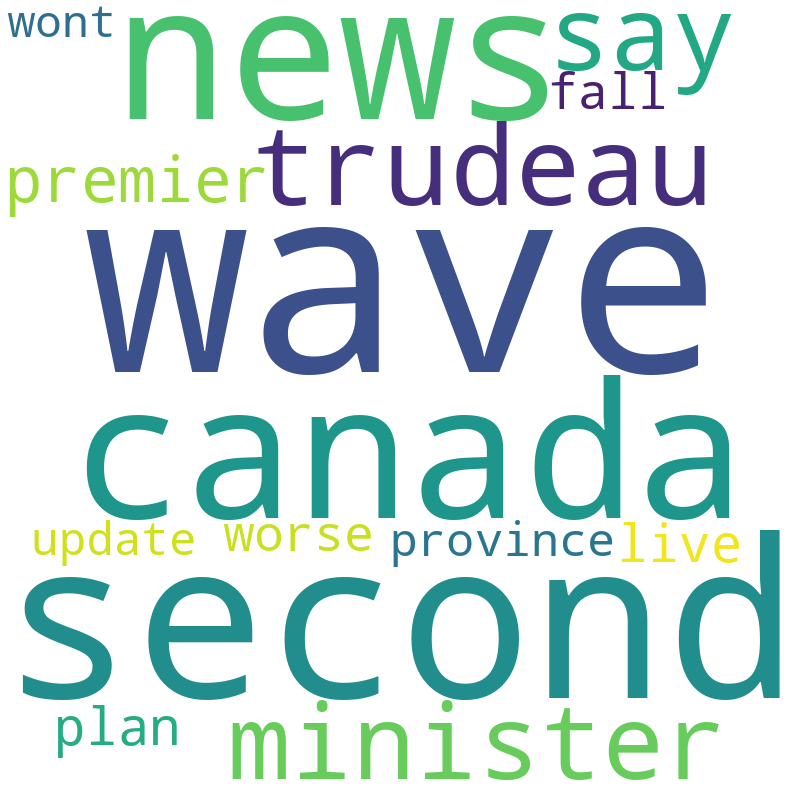 wont news say
fall
premier trudeau
wave
canada
update worse province live
second
plan minister